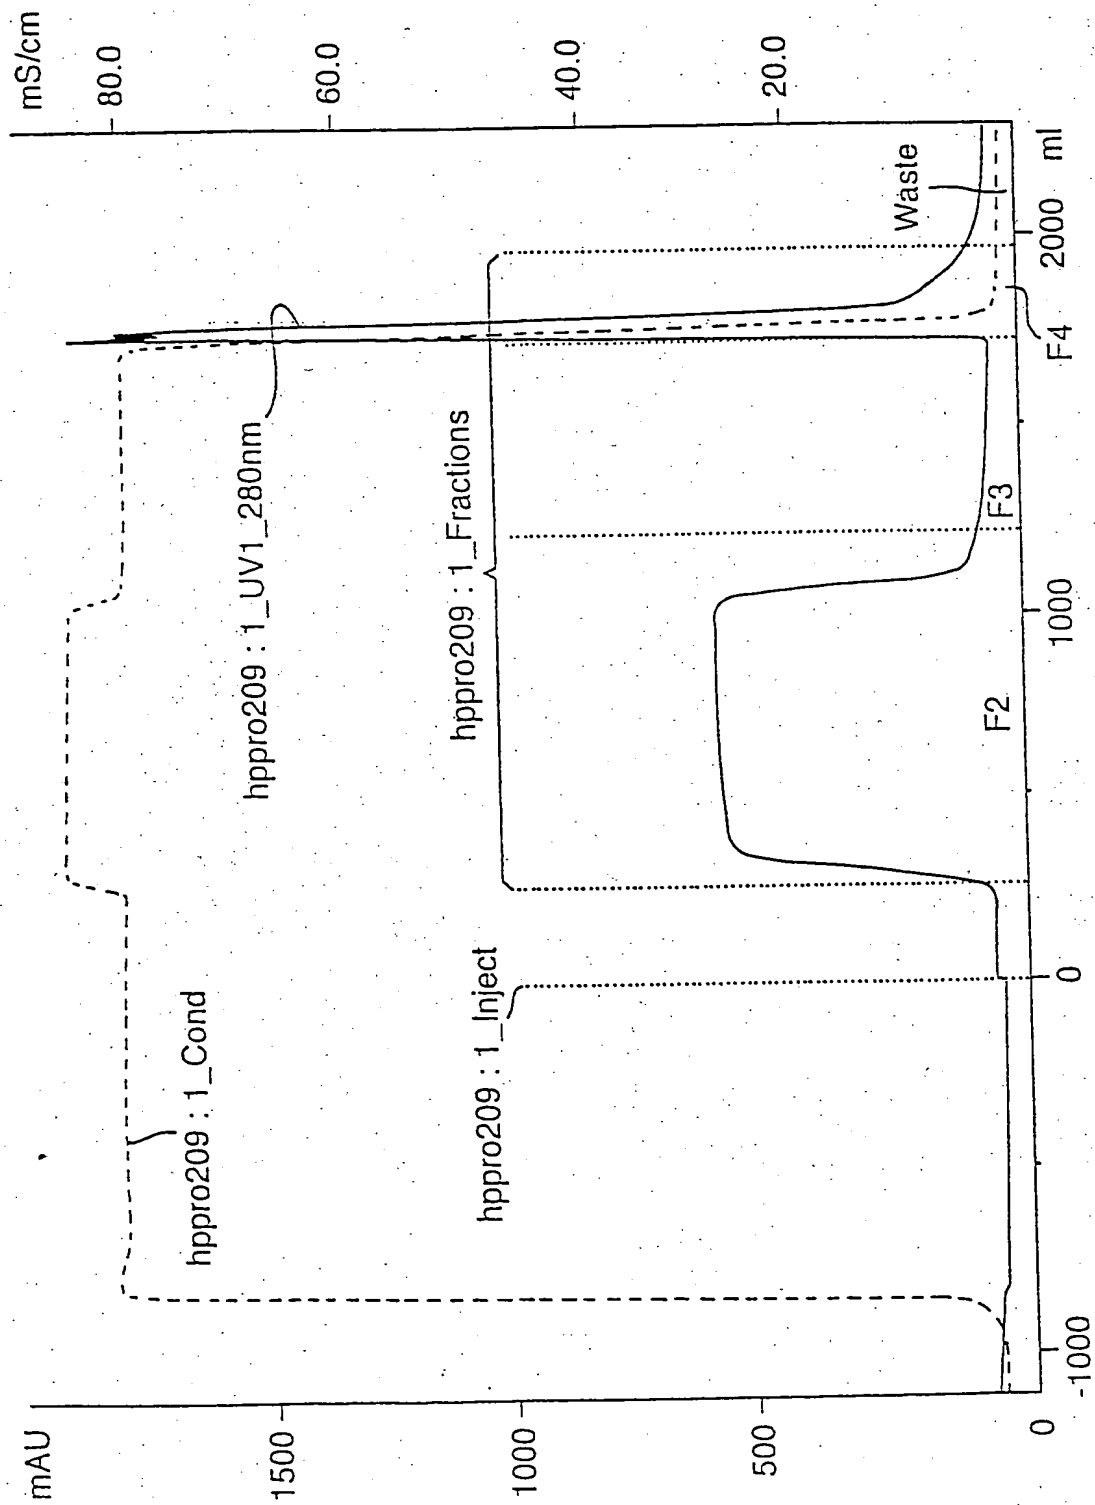 mAU
1500
1000
500
0
mS/cm
80.0
60.0
40.0
20.0
hppro209 : 1_Cond
hppro209 : 1_UV1_280nm
hppro209 : 1_Fractions
hppro209 : 1_Inject
F2
F3
F4
Waste
-1000
0
1000
2000
ml